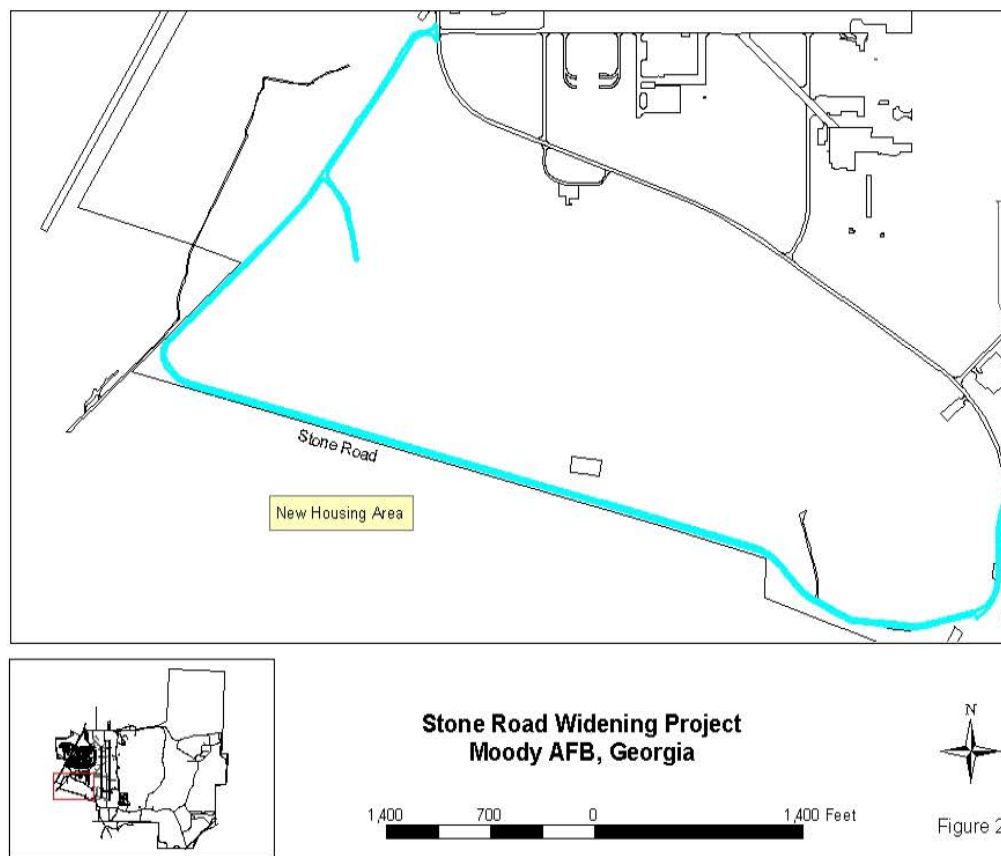 Stone Road
New Housing Area
Stone Road Widening Project
Moody AFB, Georgia
N
1,400 700 0 1,400 Feet
Figure 2